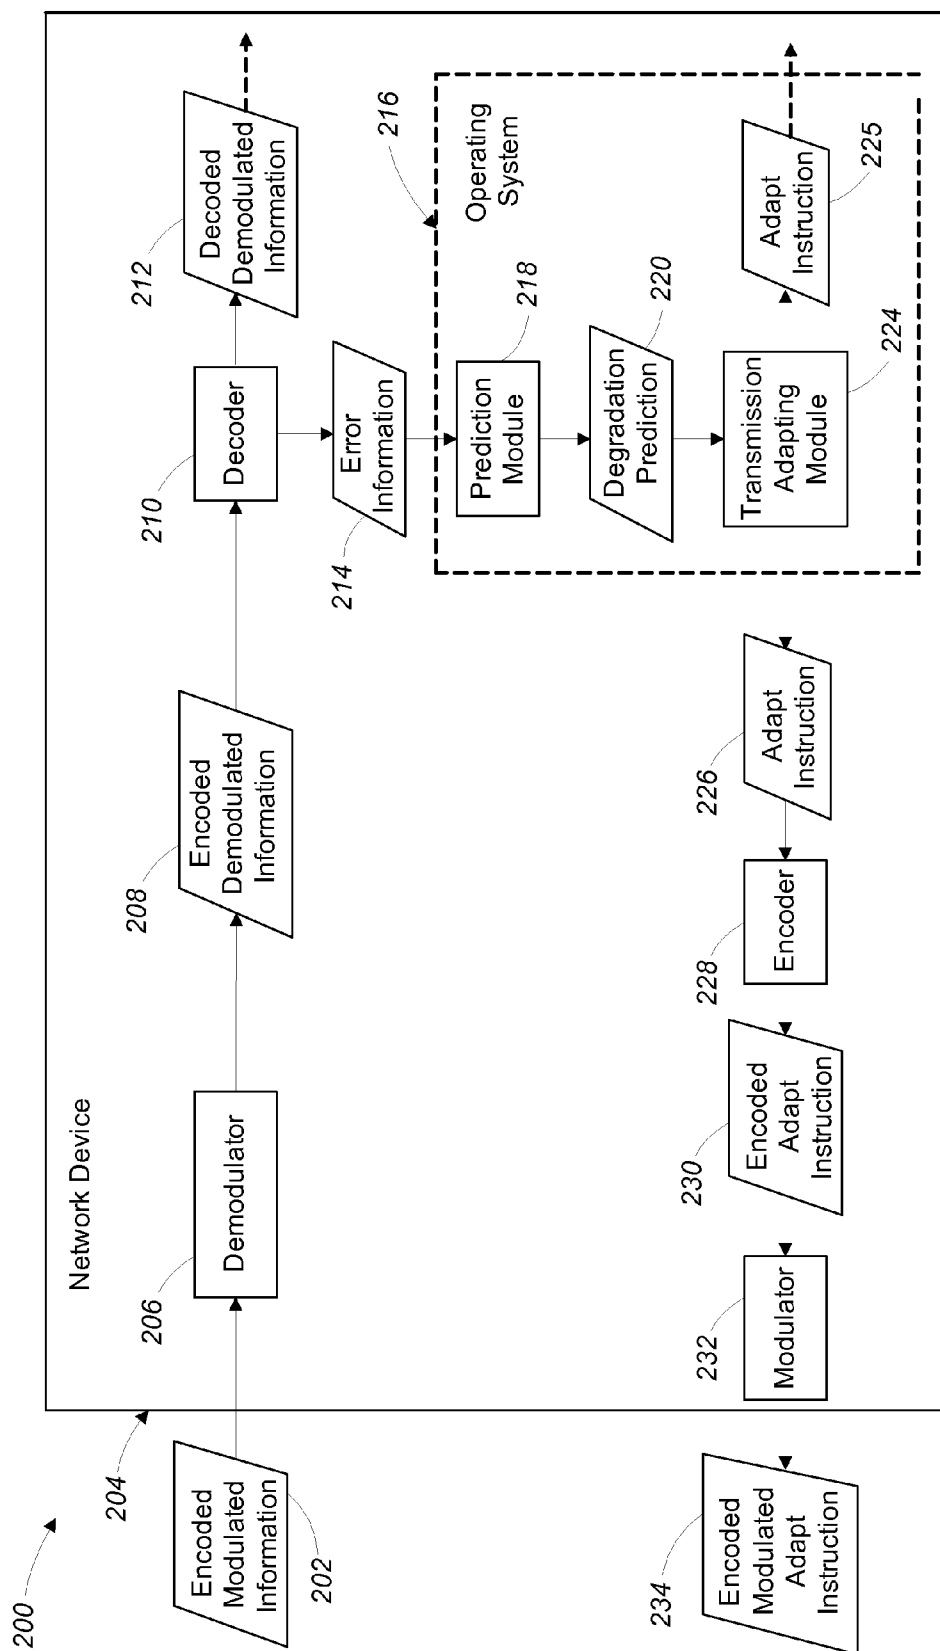 200
204
Network Device
Encoded
Modulated
Information
202
206
Demodulator
208
Encoded
Demodulated
Information
210
Decoder
212
Decoded
Demodulated
Information
214
Error
Information
216
Operating
System
Prediction
Module
218
Degradation
Prediction
220
Transmission
Adapting
Module
224
Adapt
Instruction
225
226
Adapt
Instruction
228
Encoder
230
Encoded
Adapt
Instruction
232
Modulator
234
Encoded
Modulated
Adapt
Instruction